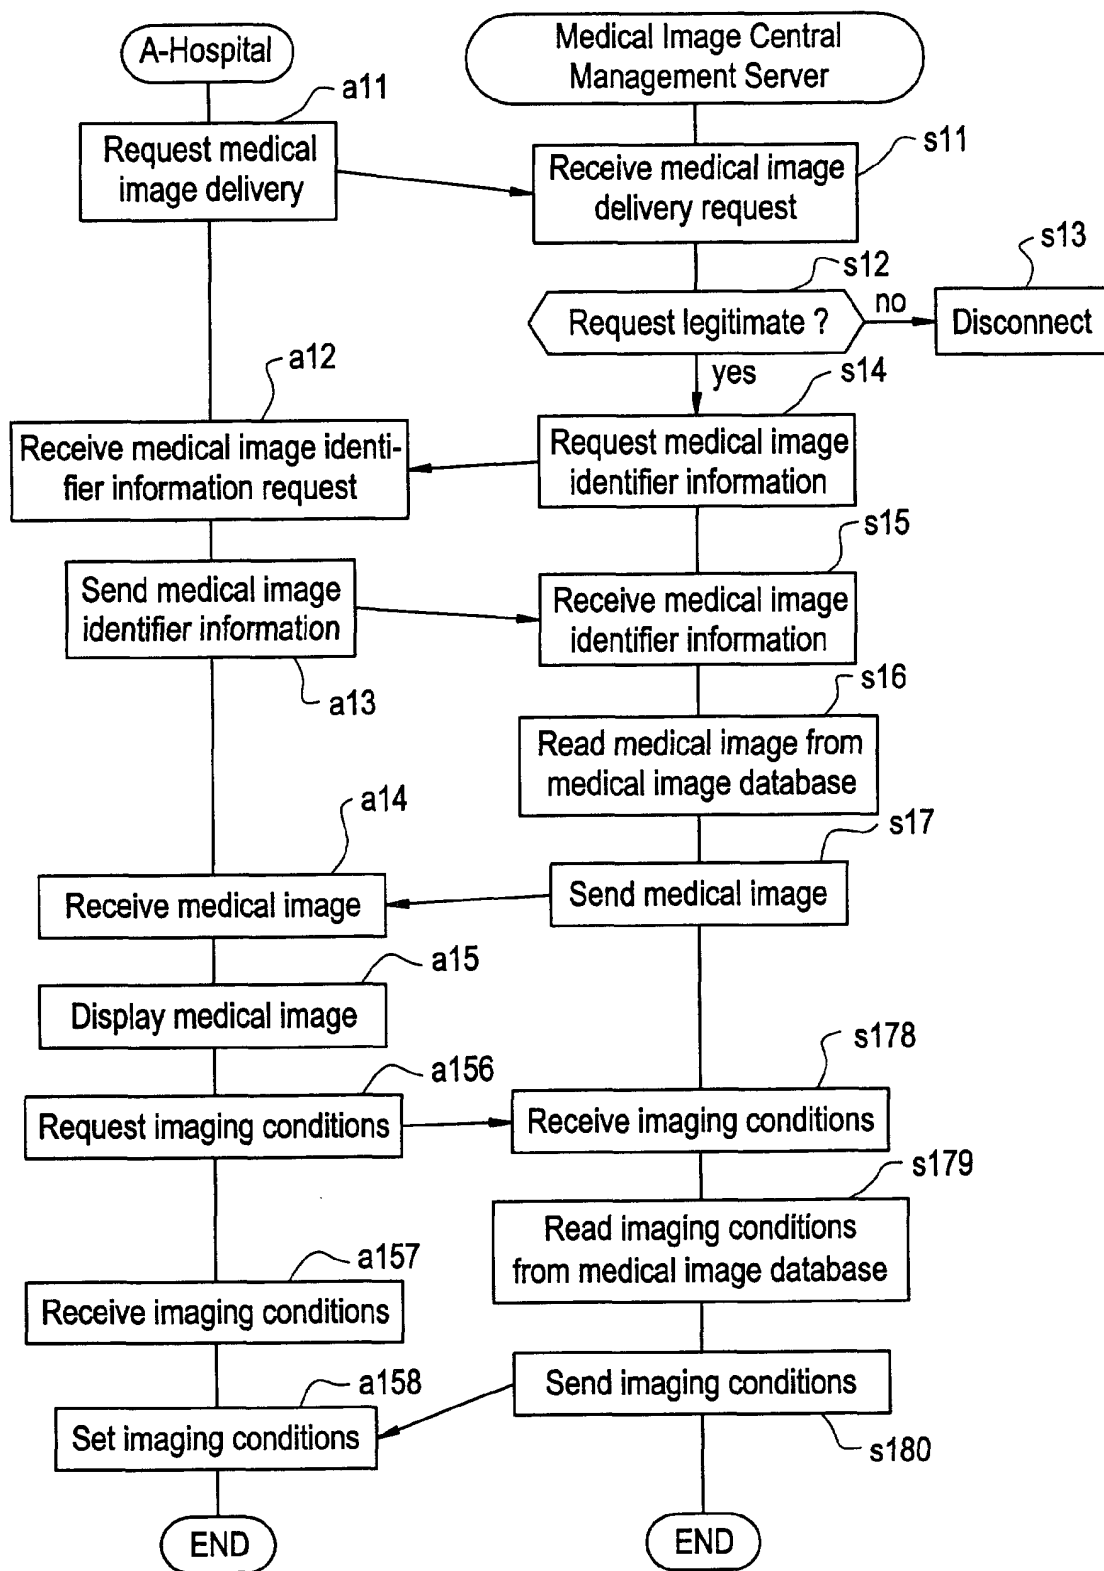 A-Hospital
Medical Image Central
Management Server
a11
Request medical
image delivery
s11
Receive medical image
delivery request
s12
Request legitimate ?
no
s13
Disconnect
yes
a12
Receive medical image identi-
fier information request
s14
Request medical image
identifier information
Send medical image
identifier information
a13
s15
Receive medical image
identifier information
s16
Read medical image from
medical image database
a14
Receive medical image
s17
Send medical image
a15
Display medical image
a156
Request imaging conditions
s178
Receive imaging conditions
s179
Read imaging conditions
from medical image database
a157
Receive imaging conditions
Send imaging conditions
s180
a158
Set imaging conditions
END
END